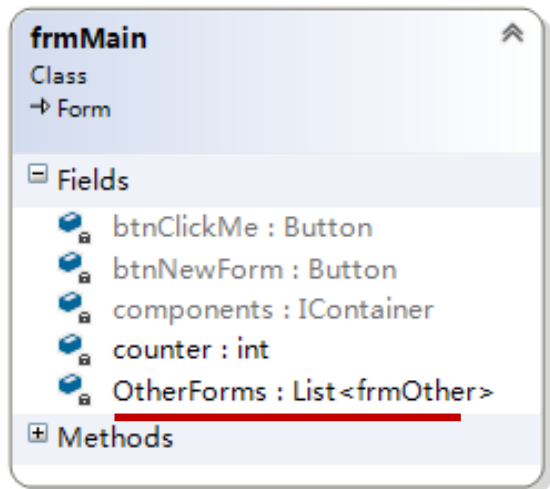 frmMain
Class
Form
Fields
btnClickMe : Button
btnNewForm : Button
components : IContainer
counter : int
OtherForms : List<frmOther>
Methods